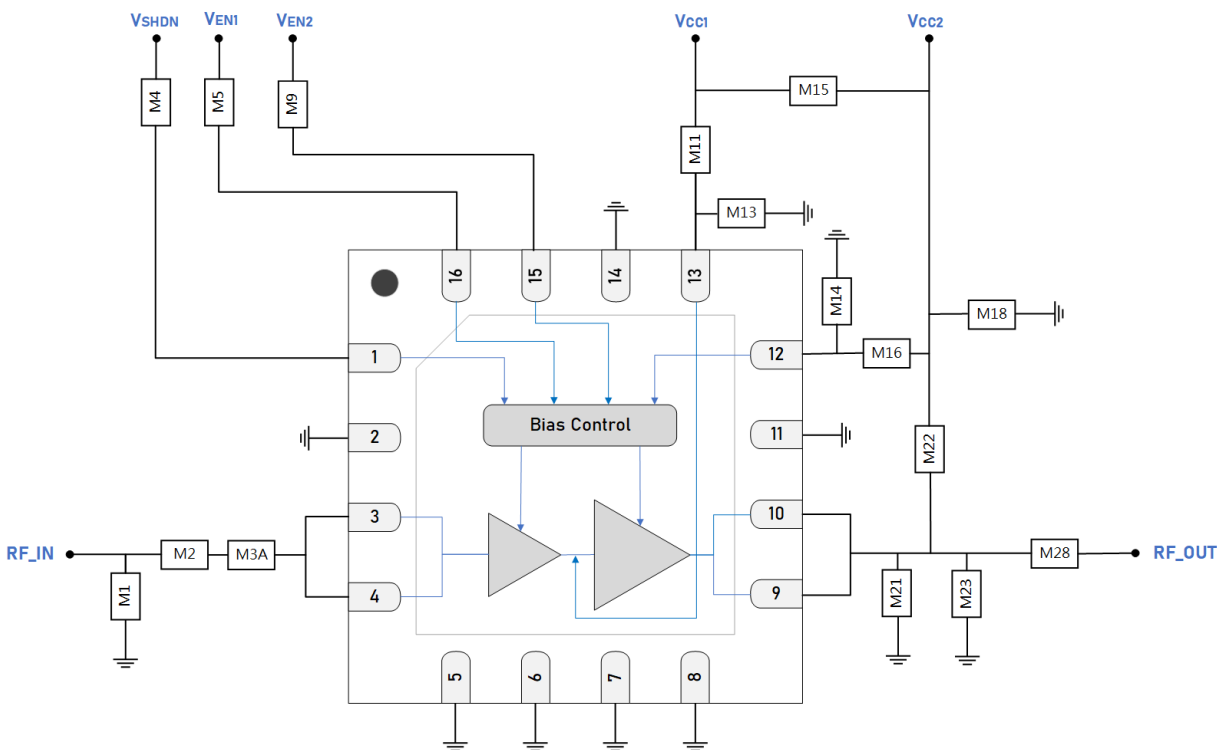 VSHDN VEN1 VEN2 VCC1 VCC2
M4 M5 M9 M15
M11
M13
16 15 14 13
M14 M18
1 12 M16
Bias Control
2 11 M22
3 10
RF_IN M2 M3A M28 RF_OUT
M1 4 9 M21 M23
5 6 7 8